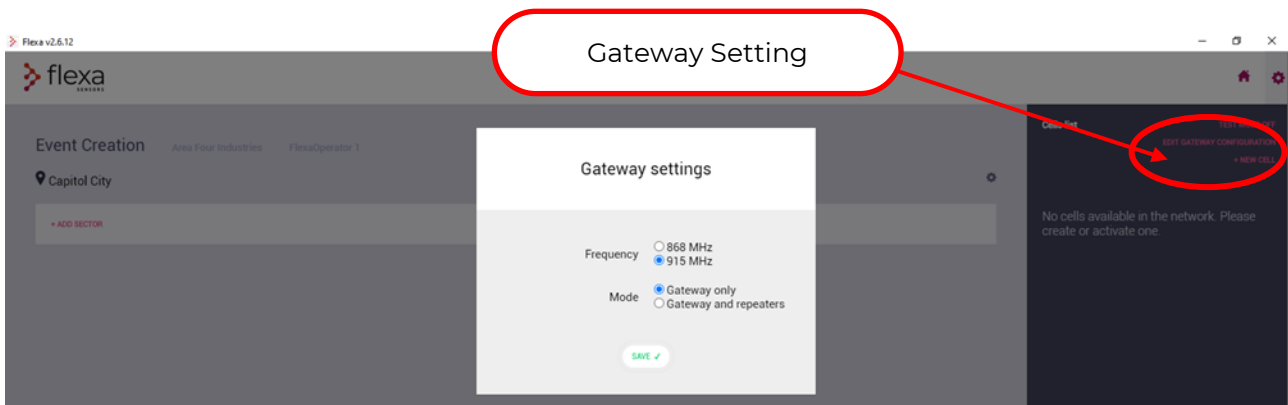 Gateway Setting
Flexa v2.6.12
flexa
SENSORS
Event Creation Area Four Industries FlexaOperator 1
Capitol City
+ ADD SECTOR
Gateway settings
Frequency
868 MHz
915 MHz
Mode
Gateway only
Gateway and repeaters
SAVE
Cells list
EDIT GATEWAY CONFIGURATION
+ NEW CELL
No cells available in the network. Please
create or activate one.